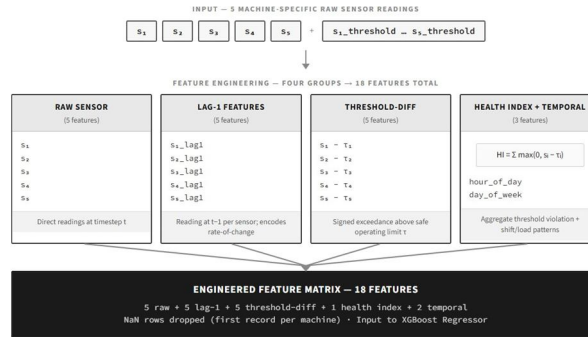 INPUT — 5 MACHINE-SPECIFIC RAW SENSOR READINGS
s₁ s₂ s₃ s₄ s₅ + s₁_threshold … s₅_threshold
FEATURE ENGINEERING — FOUR GROUPS → 18 FEATURES TOTAL
RAW SENSOR
(5 features)
s₁
s₂
s₃
s₄
s₅
Direct readings at timestep t
LAG-1 FEATURES
(5 features)
s₁_lag1
s₂_lag1
s₃_lag1
s₄_lag1
s₅_lag1
Reading at t−1 per sensor; encodes
rate-of-change
THRESHOLD-DIFF
(5 features)
s₁ − τ₁
s₂ − τ₂
s₃ − τ₃
s₄ − τ₄
s₅ − τ₅
Signed exceedance above safe
operating limit τ
HEALTH INDEX + TEMPORAL
(3 features)
HI = Σ max(0, sᵢ − τᵢ)
hour_of_day
day_of_week
Aggregate threshold violation +
shift/load patterns
ENGINEERED FEATURE MATRIX — 18 FEATURES
5 raw + 5 lag-1 + 5 threshold-diff + 1 health index + 2 temporal
NaN rows dropped (first record per machine) · Input to XGBoost Regressor